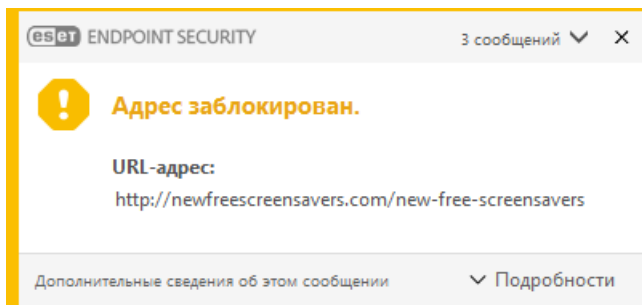 eset ENDPOINT SECURITY 3 сообщений
Адрес заблокирован.
URL-адрес:
http://newfreescreensavers.com/new-free-screensavers
Дополнительные сведения об этом сообщении Подробности